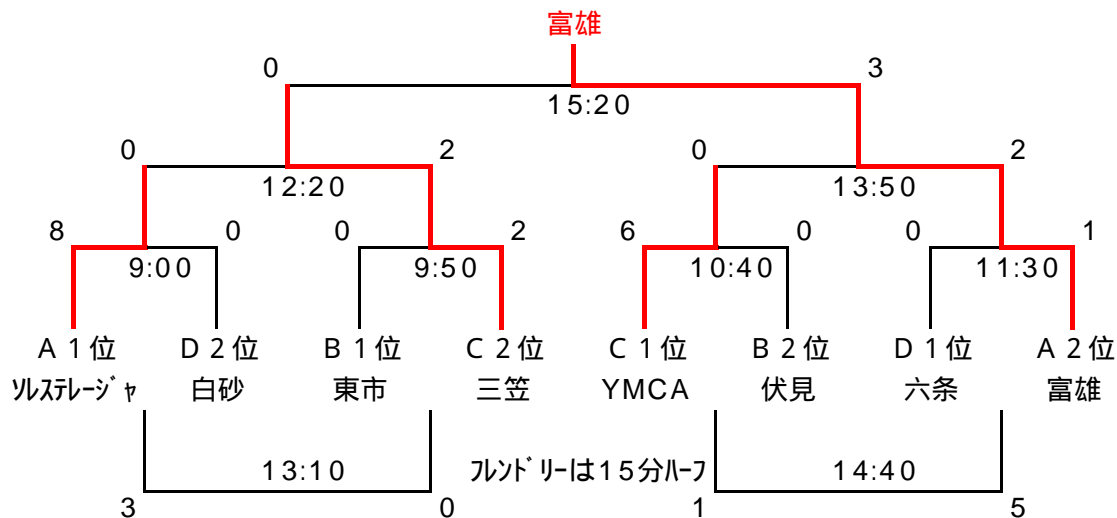 富雄
0 3
15:20
0 2 0 2
12:20 13:50
8 0 0 2 6 0 0 1
9:00 9:50 10:40 11:30
A1位 D2位 B1位 C2位 C1位 B2位 D1位 A2位
ソルステレージャ 白砂 東市 三笠 YMCA 伏見 六条 富雄
13:10 フレンドリーは15分ハーフ 14:40
3 0 1 5